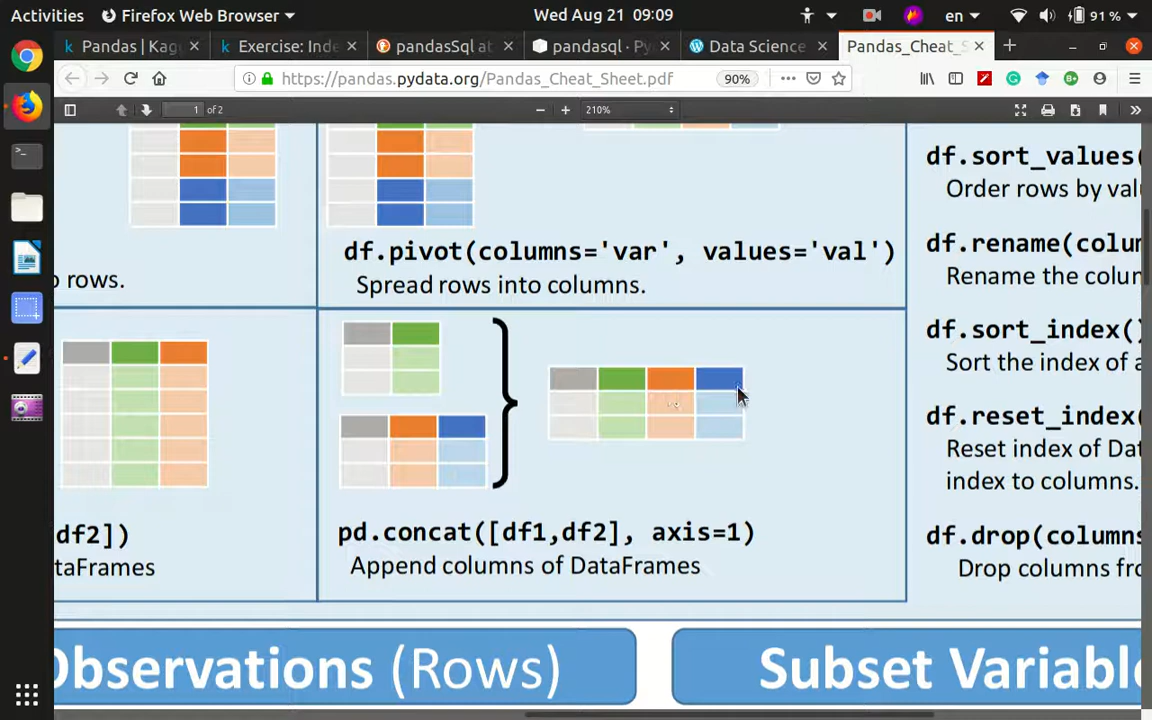 Activities
Firefox Web Browser
Wed Aug 21 09:09
en
91 %
Pandas | Kag
Exercise: Inde
pandasSql at
pandasql · Py
Data Science
Pandas_Cheat_S
https://pandas.pydata.org/Pandas_Cheat_Sheet.pdf
90%
1 of 2
210%
df.pivot(columns='var', values='val')
Spread rows into columns.
rows.
df2])
taFrames
pd.concat([df1,df2], axis=1)
Append columns of DataFrames
df.sort_values(
Order rows by val
df.rename(colum
Rename the colum
df.sort_index()
Sort the index of a
df.reset_index(
Reset index of Dat
index to columns.
df.drop(columns
Drop columns fro
Observations (Rows)
Subset Variable